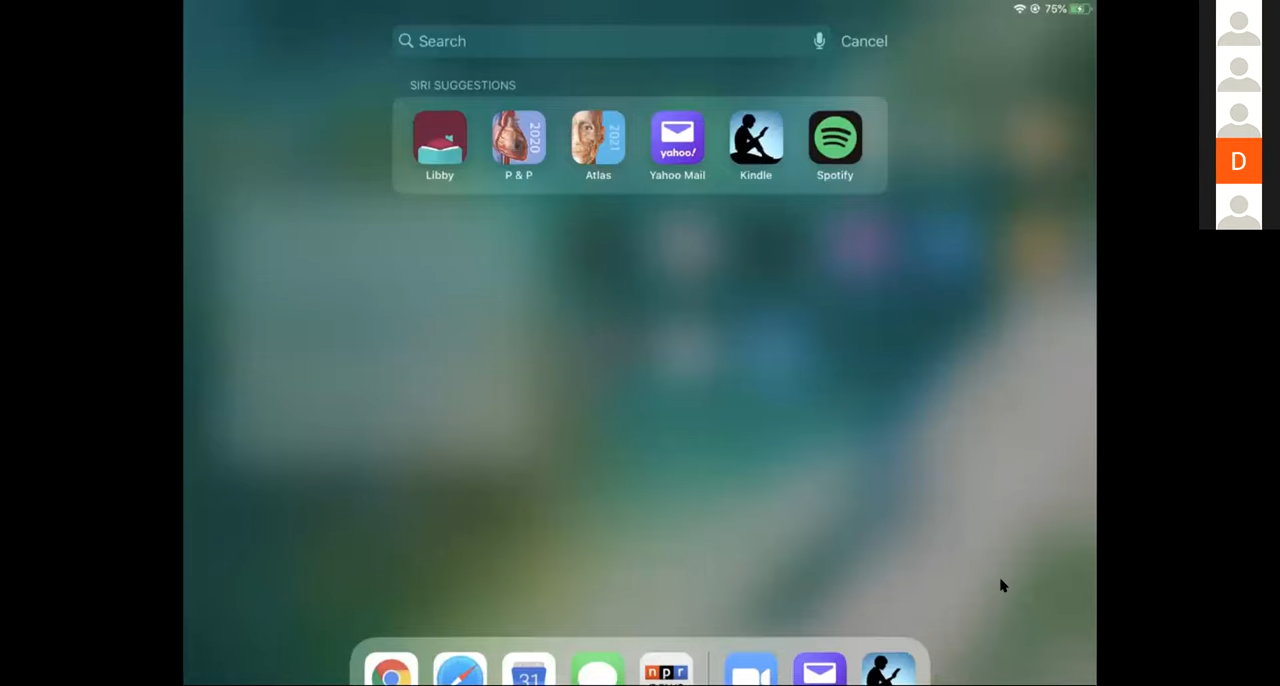 75%
Search
Cancel
SIRI SUGGESTIONS
2020
2021
yahoo!
Libby
P & P
Atlas
Yahoo Mail
Kindle
Spotify
D
31
npr